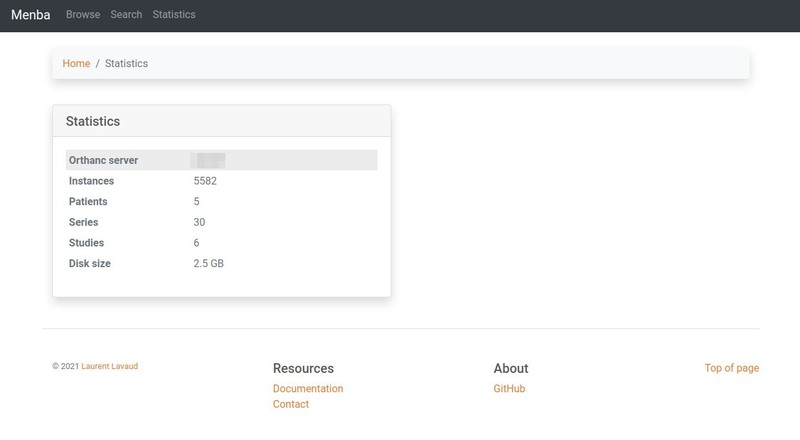 Menba Browse Search Statistics
Home / Statistics
Statistics
Orthanc server
Instances 5582
Patients 5
Series 30
Studies 6
Disk size 2.5 GB
© 2021 Laurent Lavaud
Resources
Documentation
Contact
About
GitHub
Top of page